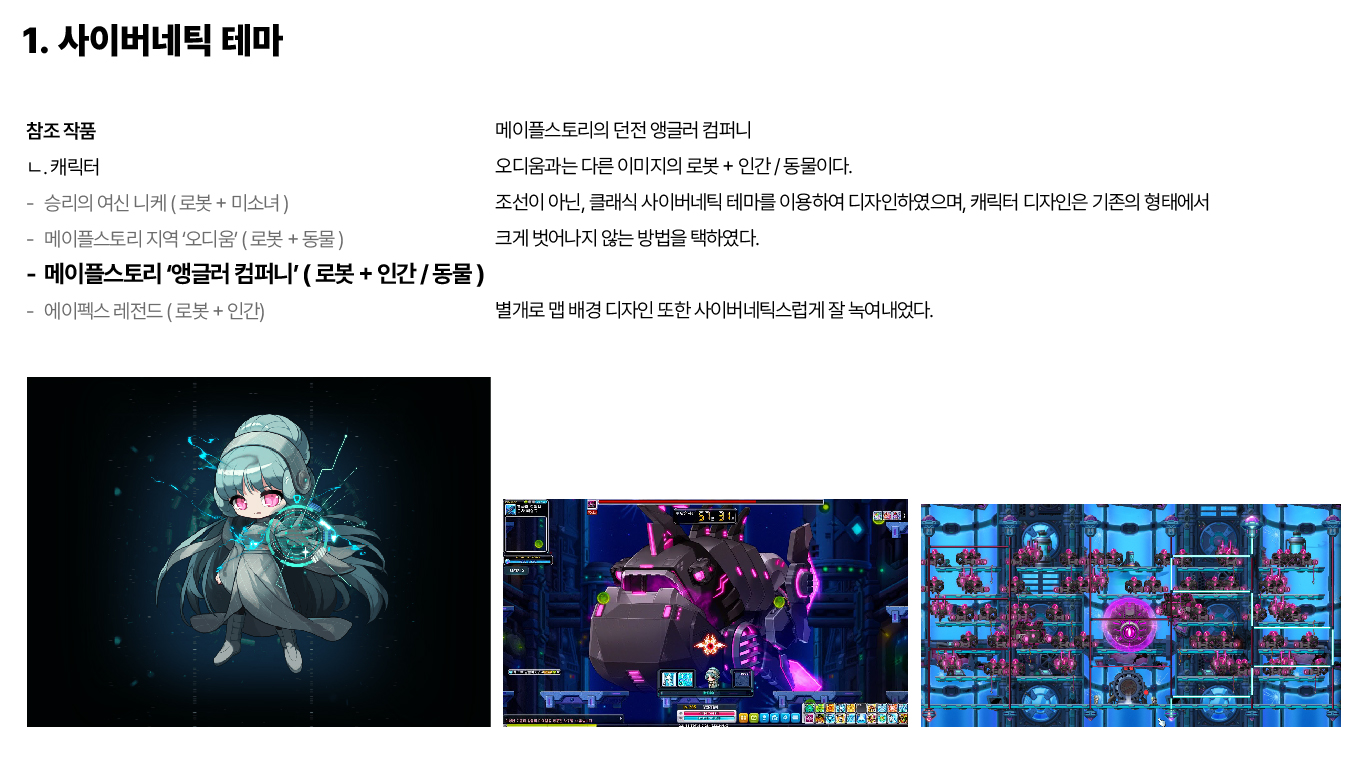 1. 사이버네틱 테마
참조 작품
ㄴ. 캐릭터
- 승리의 여신 니케 ( 로봇 + 미소녀 )
- 메이플스토리 지역 ‘오디움’ ( 로봇 + 동물 )
- 메이플스토리 ‘앵글러 컴퍼니’ ( 로봇 + 인간 / 동물 )
- 에이펙스 레전드 ( 로봇 + 인간)
메이플스토리의 던전 앵글러 컴퍼니
오디움과는 다른 이미지의 로봇 + 인간 / 동물이다.
조선이 아닌, 클래식 사이버네틱 테마를 이용하여 디자인하였으며, 캐릭터 디자인은 기존의 형태에서
크게 벗어나지 않는 방법을 택하였다.
별개로 맵 배경 디자인 또한 사이버네틱스럽게 잘 녹여내었다.